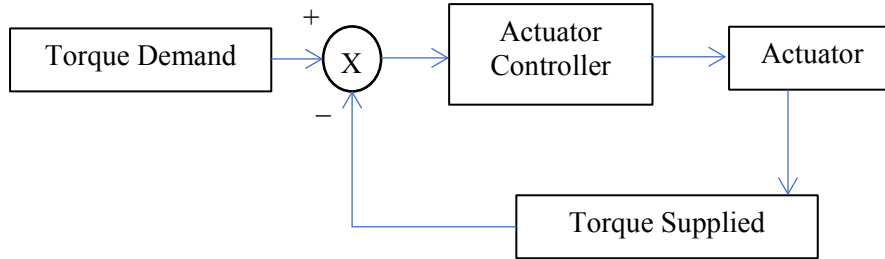 +
Torque Demand
X
Actuator
Controller
Actuator
−
Torque Supplied